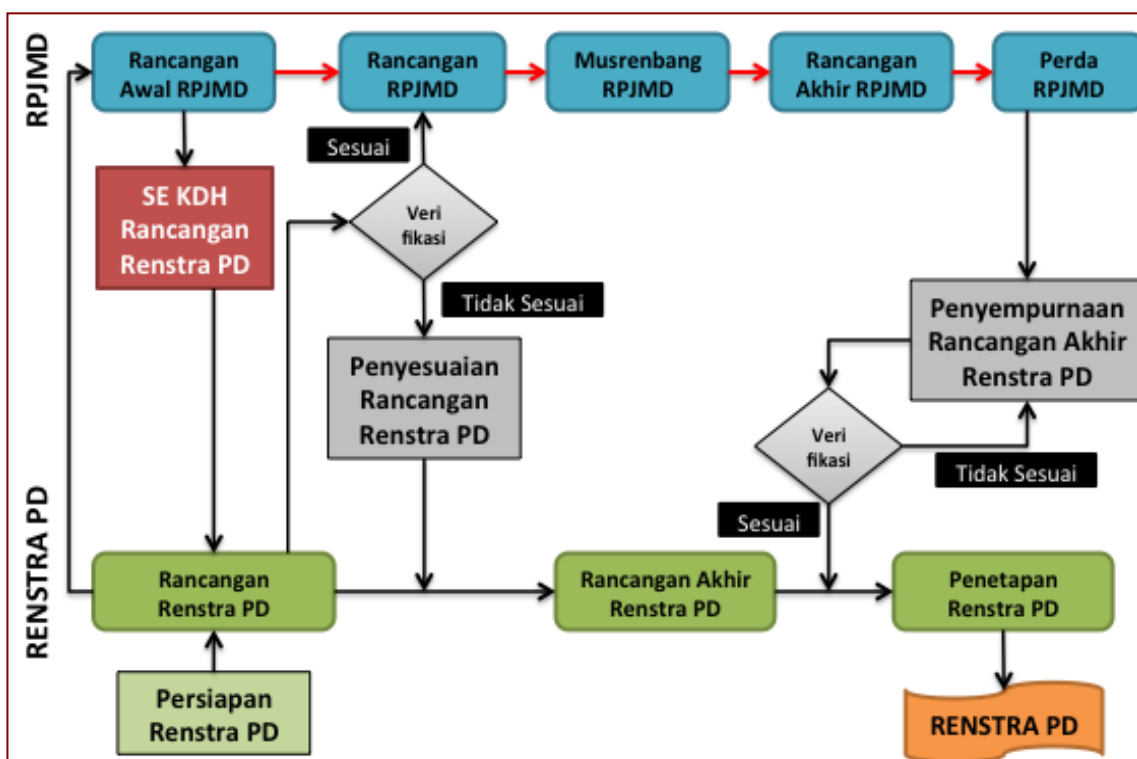 RPJMD
Rancangan
Awal RPJMD
Rancangan
RPJMD
Musrenbang
RPJMD
Rancangan
Akhir RPJMD
Perda
RPJMD
Sesuai
SE KDH
Rancangan
Renstra PD
Veri
fikasi
Tidak Sesuai
Penyesuaian
Rancangan
Renstra PD
Penyempurnaan
Rancangan Akhir
Renstra PD
Veri
fikasi
Tidak Sesuai
Sesuai
RENSTRA PD
Rancangan
Renstra PD
Rancangan Akhir
Renstra PD
Penetapan
Renstra PD
Persiapan
Renstra PD
RENSTRA PD